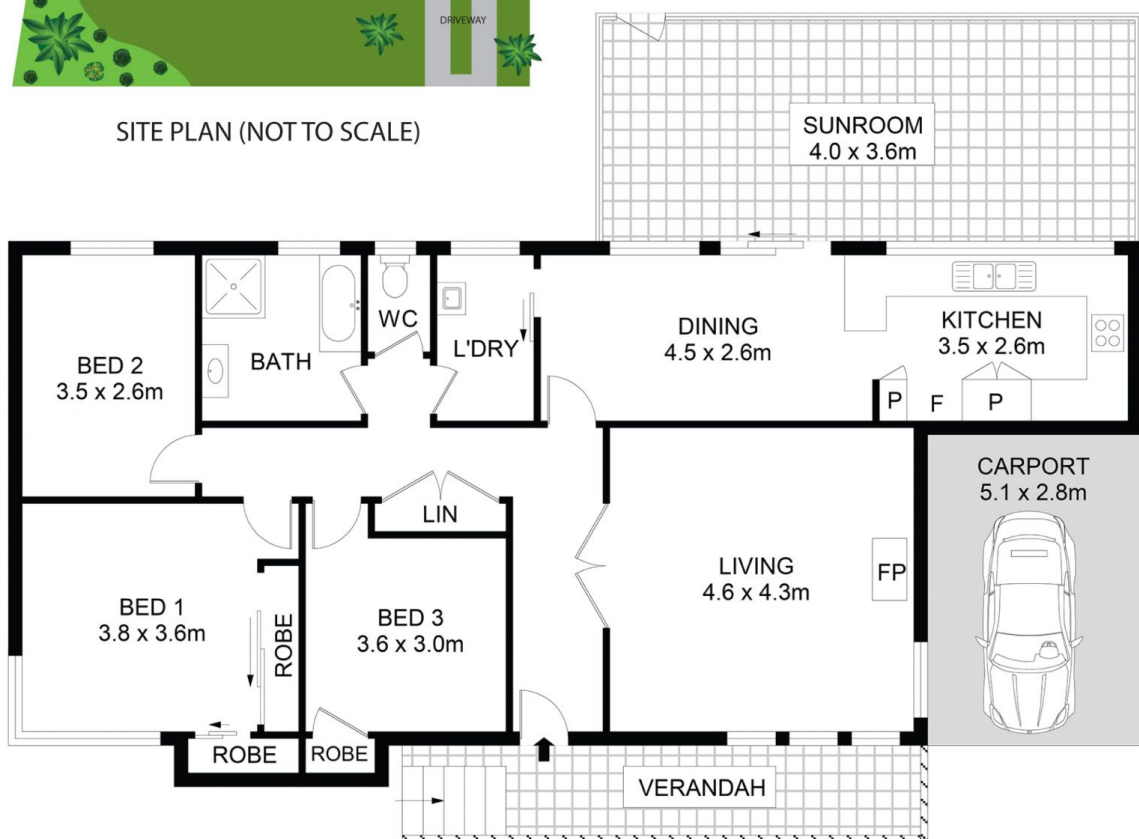 DRIVEWAY
SITE PLAN (NOT TO SCALE)
SUNROOM
4.0 x 3.6m
BED 2
3.5 x 2.6m
BATH
WC
L'DRY
DINING
4.5 x 2.6m
KITCHEN
3.5 x 2.6m
P
F
P
CARPORT
5.1 x 2.8m
LIN
LIVING
4.6 x 4.3m
FP
BED 1
3.8 x 3.6m
ROBE
BED 3
3.6 x 3.0m
ROBE
ROBE
VERANDAH